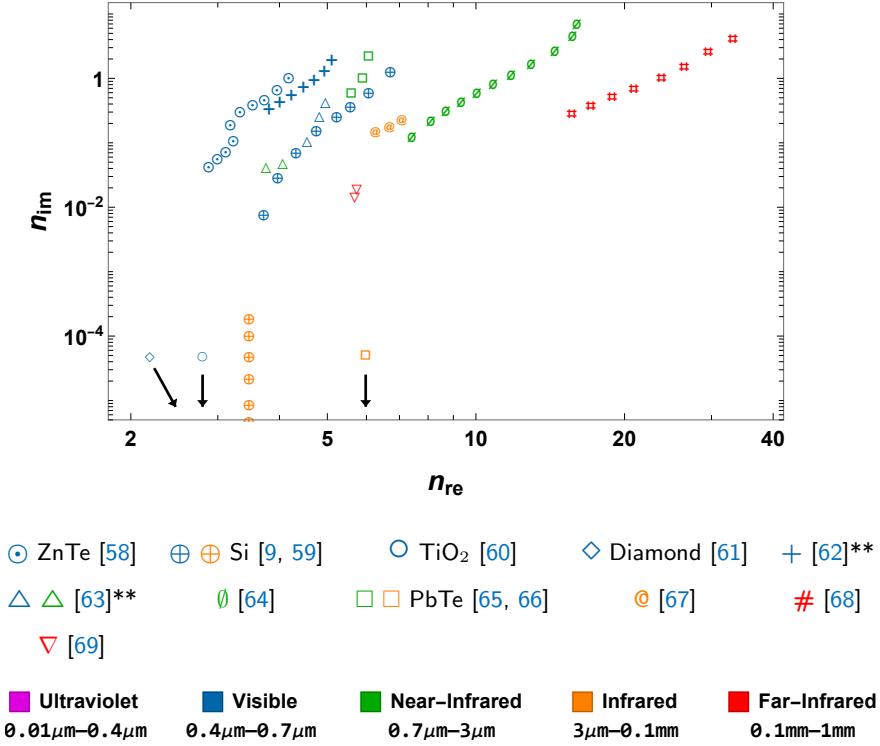 1
10−2
10−4
nim
2
5
10
20
40
nre
ZnTe [58]
Si [9, 59]
TiO2 [60]
Diamond [61]
[62]**
[63]**
[64]
PbTe [65, 66]
@ [67]
# [68]
[69]
Ultraviolet
Visible
Near−Infrared
Infrared
Far−Infrared
0.01μm−0.4μm
0.4μm−0.7μm
0.7μm−3μm
3μm−0.1mm
0.1mm−1mm